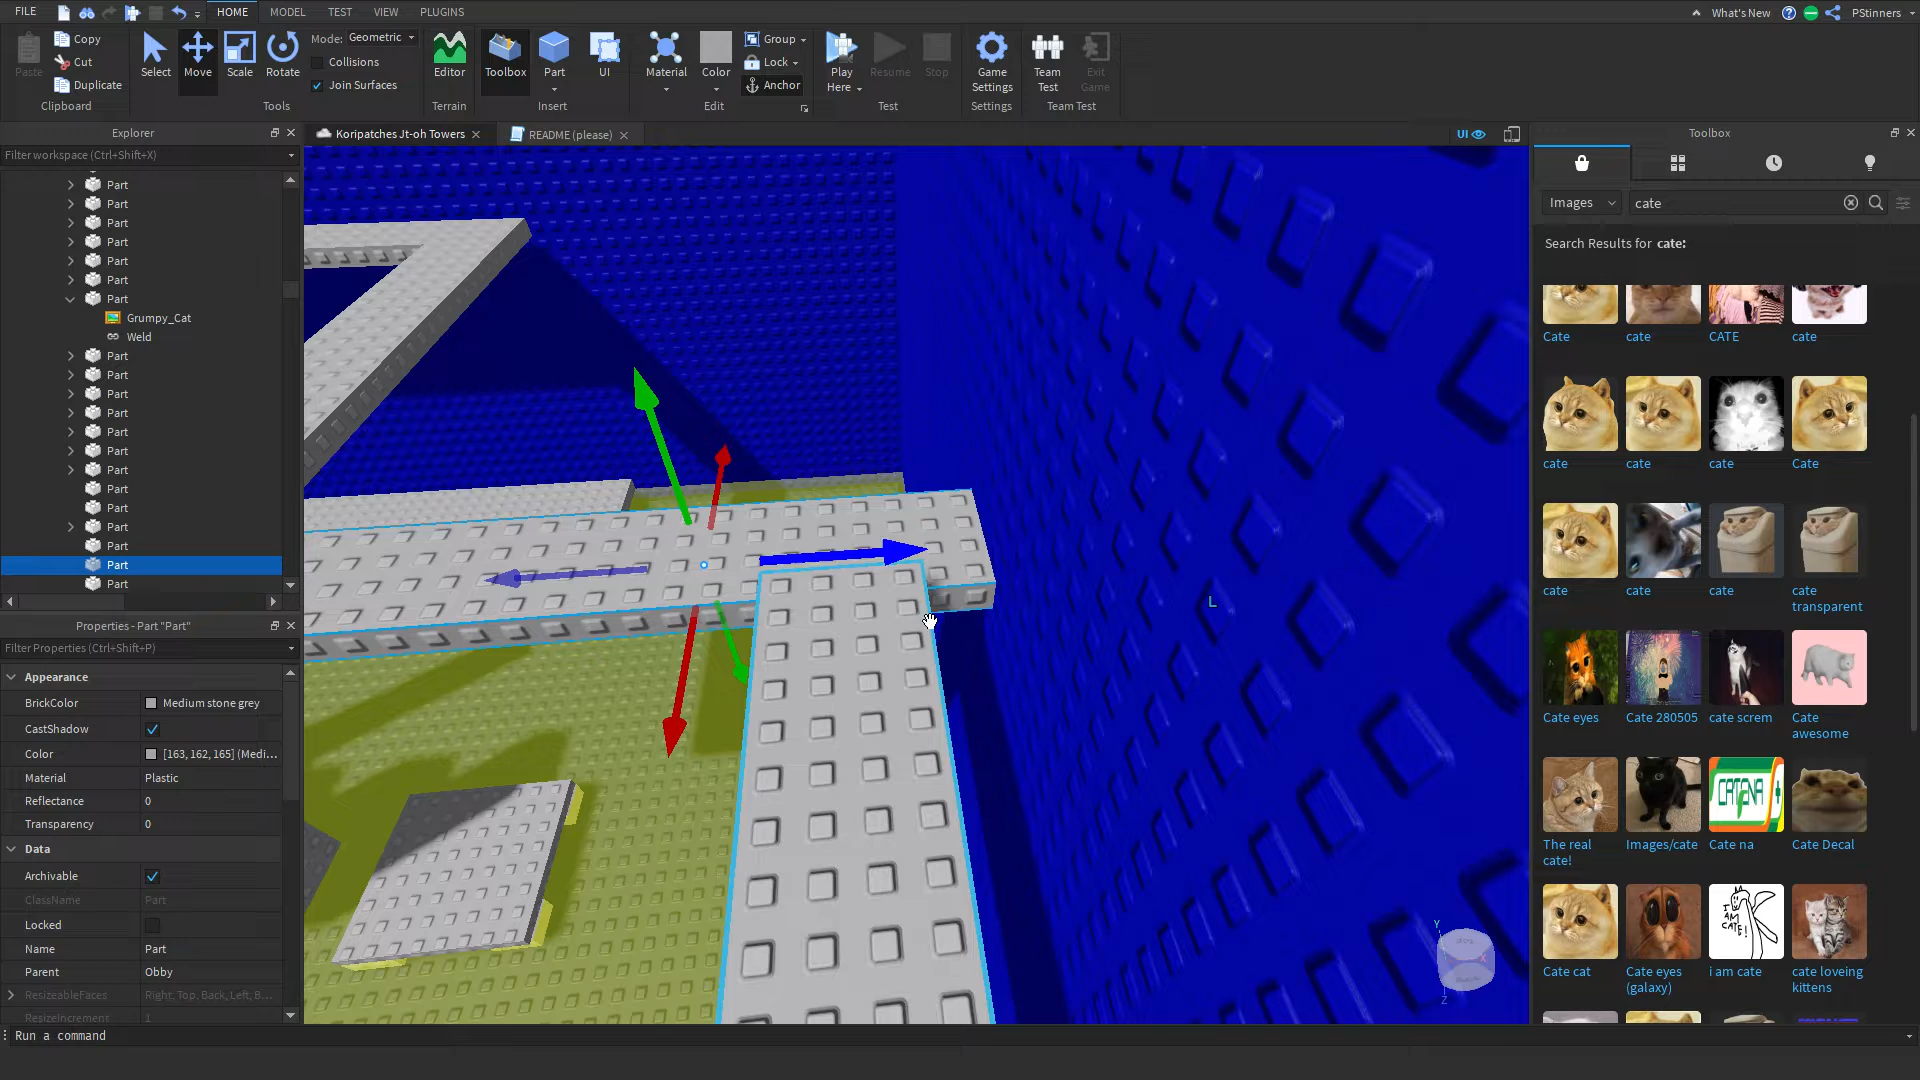 FILE
HOME
MODEL
TEST
VIEW
PLUGINS
What's New
PStinners
Paste
Copy
Cut
Duplicate
Clipboard
Select
Move
Scale
Rotate
Mode: Geometric
Collisions
Join Surfaces
Tools
Editor
Terrain
Toolbox
Part
UI
Insert
Material
Color
Group
Lock
Anchor
Edit
Play
Here
Resume
Stop
Test
Game
Settings
Settings
Team
Test
Exit
Game
Team Test
Explorer
Koripatches Jt-oh Towers
README (please)
UI
Toolbox
Filter workspace (Ctrl+Shift+X)
Part
Part
Part
Part
Part
Part
Part
Grumpy_Cat
Weld
Part
Part
Part
Part
Part
Part
Part
Part
Part
Part
Part
Part
Part
Properties - Part "Part"
Filter Properties (Ctrl+Shift+P)
Appearance
BrickColor Medium stone grey
CastShadow
Color [163, 162, 165] (Medi...
Material Plastic
Reflectance 0
Transparency 0
Data
Archivable
ClassName Part
Locked
Name Part
Parent Obby
ResizeableFaces Right, Top, Back, Left, B...
ResizeIncrement 1
Run a command
L
Y
Z
Images
cate
Search Results for cate:
Cate
cate
CATE
cate
cate
cate
cate
Cate
cate
cate
cate
cate
transparent
Cate eyes
Cate 280505
cate screm
Cate
awesome
CATENA
The real
cate!
Images/cate
Cate na
Cate Decal
I AM
CATE!
Cate cat
Cate eyes
(galaxy)
i am cate
cate loveing
kittens